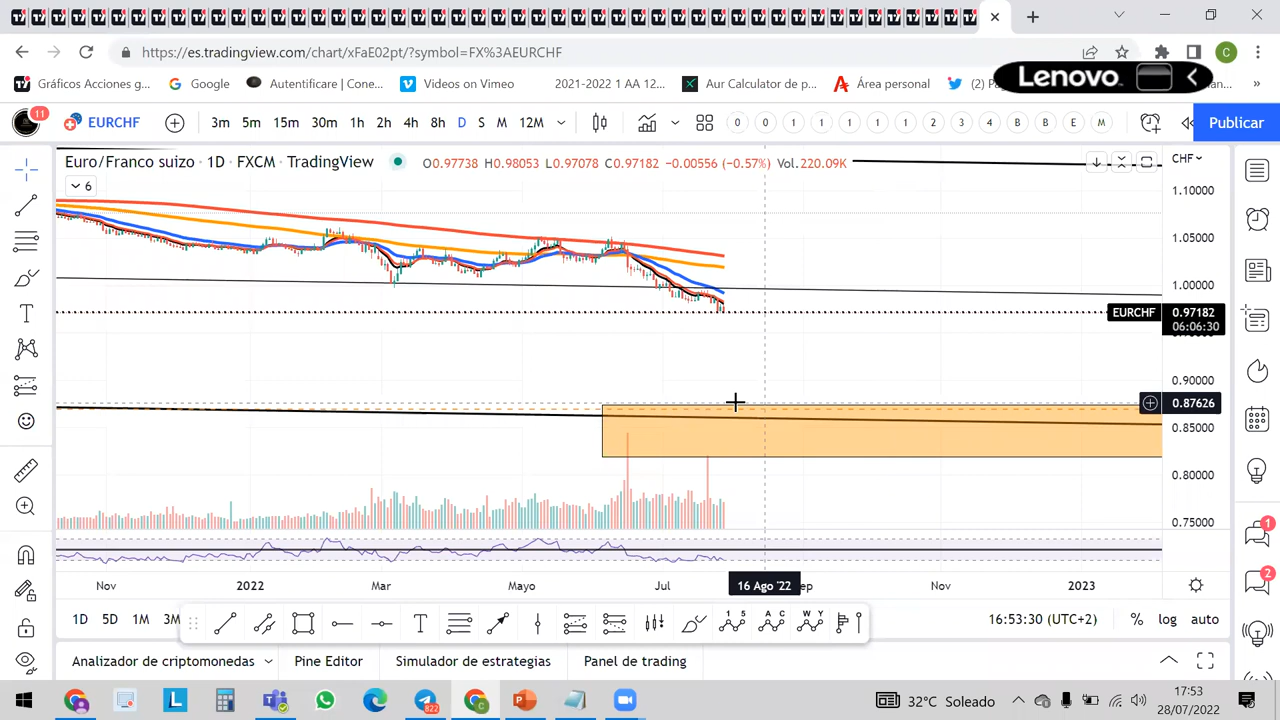 https://es.tradingview.com/chart/xFaE02pt/?symbol=FX%3AEURCHF
C
Gráficos Acciones g...
Google
Autentificare | Con...
Videos on Vimeo
2021-2022 1 AA 12...
Aur Calculator de p...
Área personal
Lenovo
»
11
EURCHF
3m 5m 15m 30m 1h 2h 4h 8h D S M 12M
0 0 1 1 1 1 1 2 3 4 B B E M
Publicar
Euro/Franco suizo · 1D · FXCM · TradingView
O0.97738 H0.98053 L0.97078 C0.97182 −0.00556 (−0.57%) Vol.220.09K
CHF
6
1.10000
1.05000
1.00000
EURCHF 0.97182
06:06:30
0.90000
0.87626
0.85000
0.80000
0.75000
Nov 2022 Mar Mayo Jul 16 Ago '22 ep Nov 2023
1D 5D 1M 3M
16:53:30 (UTC+2) % log auto
Analizador de criptomonedas Pine Editor Simulador de estrategias Panel de trading
1
2
822
32°C Soleado
17:53
28/07/2022